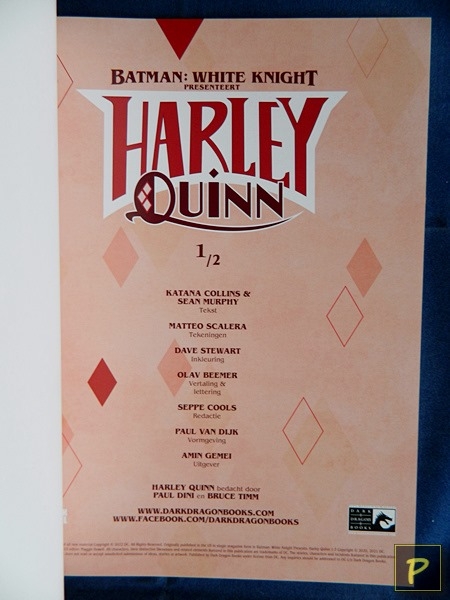 BATMAN: WHITE KNIGHT
PRESENTEERT
HARLEY
QUINN
1/2
KATANA COLLINS &
SEAN MURPHY
Tekst
MATTEO SCALERA
Tekeningen
DAVE STEWART
Inkleuring
OLAV BEEMER
Vertaling &
lettering
SEPPE COOLS
Redactie
PAUL VAN DIJK
Vormgeving
AMIN GEMEI
Uitgever
HARLEY QUINN bedacht door
PAUL DINI en BRUCE TIMM
WWW.DARKDRAGONBOOKS.COM
WWW.FACEBOOK.COM/DARKDRAGONBOOKS
DARK
DRAGON
BOOKS
P